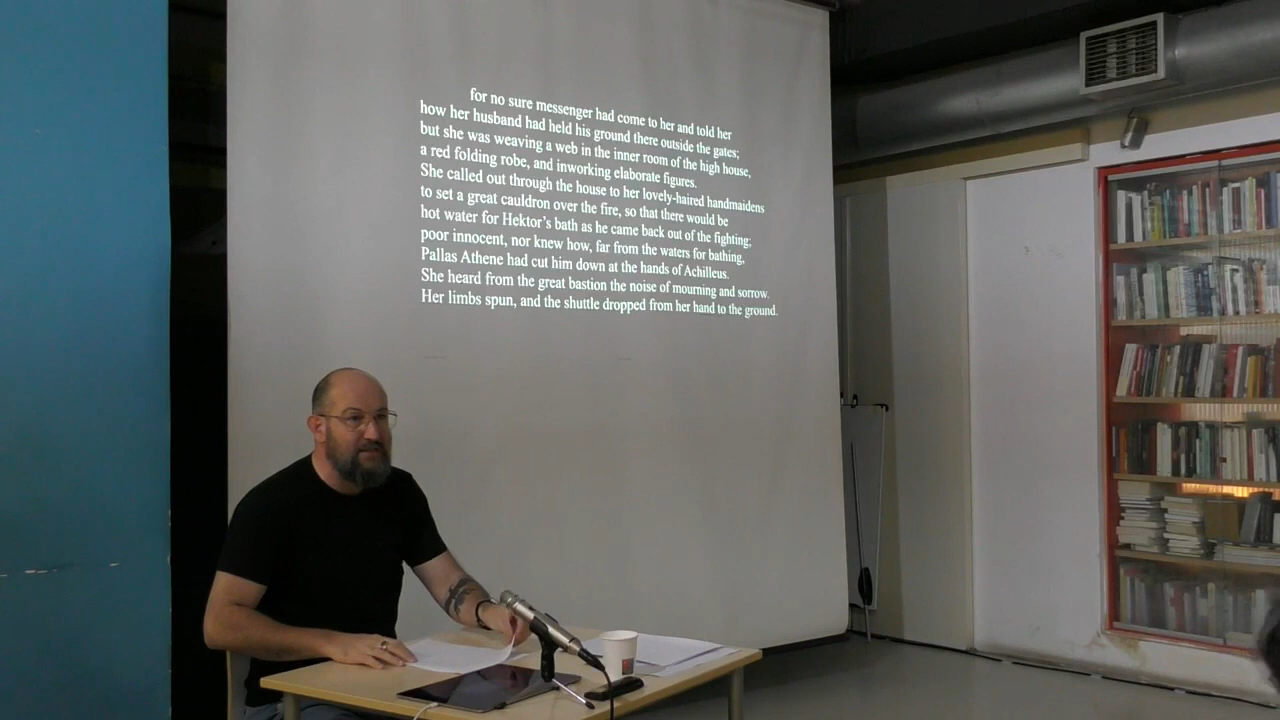 for no sure messenger had come to her and told her
how her husband had held his ground there outside the gates;
but she was weaving a web in the inner room of the high house,
a red folding robe, and inworking elaborate figures.
She called out through the house to her lovely-haired handmaidens
to set a great cauldron over the fire, so that there would be
hot water for Hektor's bath as he came back out of the fighting;
poor innocent, nor knew how, far from the waters for bathing,
Pallas Athene had cut him down at the hands of Achilleus.
She heard from the great bastion the noise of mourning and sorrow.
Her limbs spun, and the shuttle dropped from her hand to the ground.